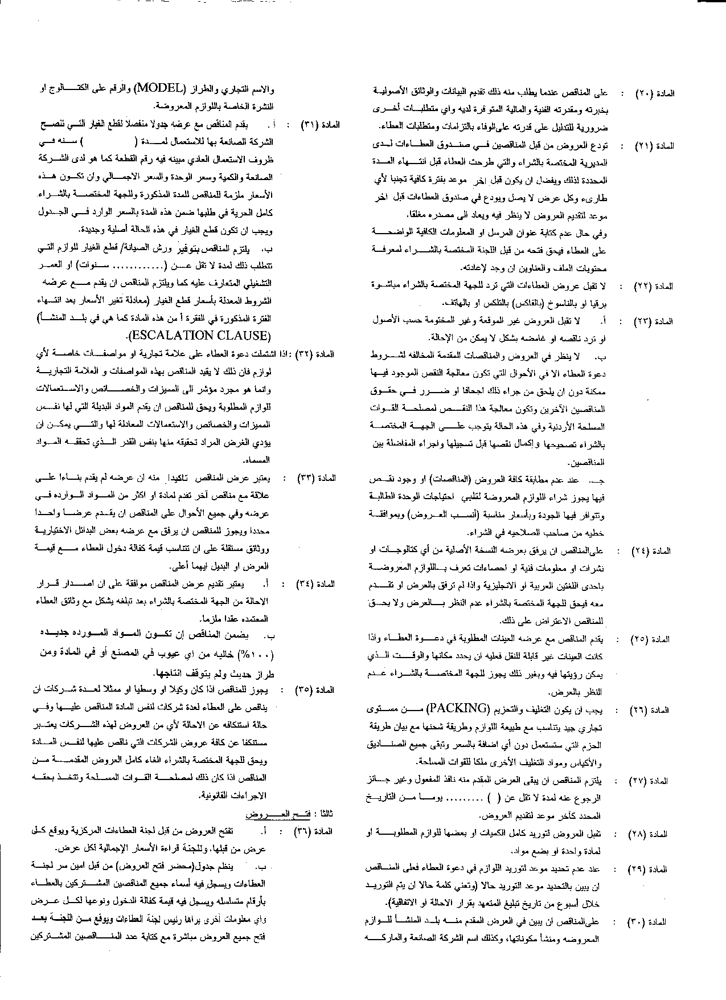 المادة (٢٠) : على المناقص عندما يطلب منه ذلك تقديم البيانات والوثائق الأصولية
بخبرته ومقدرته الفنية والمالية المتوفرة لديه واي متطلبات أخرى
ضرورية للتدليل على قدرته على الوفاء بالتزامات ومتطلبات العطاء.
المادة (٢١) : تودع العروض من قبل المناقصين في صندوق العطاءات لدى
المديرية المختصة بالشراء والتي طرحت العطاء قبل انتهاء المدة
المحددة لذلك ويفضل ان يكون قبل اخر موعد بفترة كافية تجنبا لأي
طارىء وكل عرض لا يصل ويودع في صندوق العطاءات قبل اخر
موعد لتقديم العروض لا ينظر فيه ويعاد الى مصدره مغلقا.
وفي حال عدم كتابة عنوان المرسل او المعلومات الكافية الواضحة
على العطاء فيحق فتحه من قبل اللجنة المختصة بالشراء لمعرفة
محتويات الملف والعناوين ان وجد لإعادته.
المادة (٢٢) : لا تقبل عروض العطاءات التي ترد للجهة المختصة بالشراء مباشرة
برقيا او بالناسوخ (بالفاكس) بالتلكس او بالهاتف.
المادة (٢٣) : أ. لا تقبل العروض غير الموقعة وغير المختومة حسب الأصول
او ترد ناقصه او غامضه بشكل لا يمكن من الإحالة.
ب. لا ينظر في العروض والمناقصات المقدمة المخالفه لشروط
دعوة العطاء الا في الأحوال التي تكون معالجة النقص الموجود فيها
ممكنة دون ان يلحق من جراء ذلك اجحافا او ضرر في حقوق
المناقصين الآخرين وتكون معالجة هذا النقص لمصلحة القوات
المسلحة الأردنية وفي هذه الحالة يتوجب على الجهة المختصة
بالشراء تصحيحها وإكمال نقصها قبل تسجيلها واجراء المفاضلة بين
المناقصين.
جـ. عند عدم مطابقة كافة العروض (المناقصات) او وجود نقص
فيها يجوز شراء اللوازم المعروضة لتلبي احتياجات الوحدة الطالبة
وتتوافر فيها الجودة وبأسعار مناسبة (أنسب العروض) وبموافقة
خطيه من صاحب الصلاحيه في الشراء.
المادة (٢٤) : على المناقص ان يرفق بعرضه النسخة الأصلية من أي كتالوجات او
نشرات او معلومات فنية او احصاءات تعرف باللوازم المعروضة
باحدى اللغتين العربية او الانجليزية واذا لم ترفق بالعرض او تقدم
معه فيحق للجهة المختصة بالشراء عدم النظر بالعرض ولا يحق
للمناقص الاعتراض على ذلك.
المادة (٢٥) : يقدم المناقص مع عرضه العينات المطلوبة في دعوة العطاء واذا
كانت العينات غير قابلة للنقل فعليه ان يحدد مكانها والوقت الذي
يمكن رؤيتها فيه وبغير ذلك يجوز للجهة المختصة بالشراء عدم
النظر بالعرض.
المادة (٢٦) : يجب ان يكون التغليف والتحزيم (PACKING) من مستوى
تجاري جيد يتناسب مع طبيعة اللوازم وطريقة شحنها مع بيان طريقة
الحزم التي ستستعمل دون أي اضافة بالسعر وتبقى جميع الصناديق
والأكياس ومواد التغليف الأخرى ملكا للقوات المسلحة.
المادة (٢٧) : يلتزم المناقص ان يبقى العرض المقدم منه نافذ المفعول وغير جائز
الرجوع عنه لمدة لا تقل عن ( ) ......... يوما من التاريخ
المحدد كآخر موعد لتقديم العروض.
المادة (٢٨) : تقبل العروض لتوريد كامل الكميات او بعضها للوازم المطلوبة او
لمادة واحدة او بضع مواد.
المادة (٢٩) : عند عدم تحديد موعد لتوريد اللوازم في دعوة العطاء فعلى المناقص
ان يبين بالتحديد موعد التوريد حالا (وتعني كلمة حالا ان يتم التوريد
خلال أسبوع من تاريخ تبليغ المتعهد بقرار الاحالة او الاتفاقية).
المادة (٣٠) : على المناقص ان يبين في العرض المقدم منه بلد المنشأ للوازم
المعروضه ومنشأ مكوناتها، وكذلك اسم الشركة الصانعة والماركه
والاسم التجاري والطراز (MODEL) والرقم على الكتالوج او
النشرة الخاصة باللوازم المعروضة.
المادة (٣١) : أ. يقدم المناقص مع عرضه جدولا منفصلا لقطع الغيار التي تنصح
الشركة الصانعة بها للاستعمال لمدة ( ) سنه في
ظروف الاستعمال العادي مبينه فيه رقم القطعة كما هو لدى الشركة
الصانعة والكمية وسعر الوحدة والسعر الاجمالي وان تكون هذه
الأسعار ملزمة للمناقص للمدة المذكورة وللجهة المختصة بالشراء
كامل الحرية في طلبها ضمن هذه المدة بالسعر الوارد في الجدول
ويجب ان تكون قطع الغيار في هذه الحالة أصلية وجديدة.
ب. يلتزم المناقص بتوفير ورش الصيانة/ قطع الغيار للوازم التي
تتطلب ذلك لمدة لا تقل عن (............ سنوات) او العمر
التشغيلي المتعارف عليه كما ويلتزم المناقص ان يقدم مع عرضه
الشروط المعدلة بأسعار قطع الغيار (معادلة تغير الأسعار بعد انتهاء
الفترة المذكورة في الفقرة أ من هذه المادة كما هي في بلد المنشأ)
(ESCALATION CLAUSE).
المادة (٣٢) : اذا اشتملت دعوة العطاء على علامة تجارية او مواصفات خاصة لأي
لوازم فان ذلك لا يقيد المناقص بهذه المواصفات و العلامة التجارية
وانما هو مجرد مؤشر الى المميزات والخصائص والاستعمالات
للوازم المطلوبة ويحق للمناقص ان يقدم المواد البديلة التي لها نفس
المميزات والخصائص والاستعمالات المعادلة لها والتي يمكن ان
يؤدي الغرض المراد تحقيقه منها بنفس القدر الذي تحققه المواد
المسماه.
المادة (٣٣) : يعتبر عرض المناقص تاكيدا منه ان عرضه لم يقدم بناءا على
علاقة مع مناقص آخر تقدم لمادة او اكثر من المواد الوارده في
عرضه وفي جميع الأحوال على المناقص ان يقدم عرضا واحدا
محددا ويجوز للمناقص ان يرفق مع عرضه بعض البدائل الاختيارية
ووثائق مستقلة على ان تتناسب قيمة كفالة دخول العطاء مع قيمة
العرض او البديل ايهما أعلى.
المادة (٣٤) : أ. يعتبر تقديم عرض المناقص موافقة على ان اصدار قرار
الاحالة من الجهة المختصة بالشراء بعد تبلغه يشكل مع وثائق العطاء
المعتمده عقدا ملزما.
ب. يضمن المناقص إن تكون المواد المورده جديده
(١٠٠%) خاليه من اي عيوب في المصنع أو في المادة ومن
طراز حديث ولم يتوقف انتاجها.
المادة (٣٥) : يجوز للمناقص اذا كان وكيلا او وسطيا او ممثلا لعدة شركات ان
يناقص على العطاء لعدة شركات لنفس المادة المناقص عليها وفي
حالة استنكافه عن الاحالة لأي من العروض لهذه الشركات يعتبر
مستنكفا عن كافة عروض الشركات التي ناقص عليها لنفس المادة
ويحق للجهة المختصة بالشراء الغاء كامل العروض المقدمة من
المناقص اذا كان ذلك لمصلحة القوات المسلحة وتتخذ بحقه
الاجراءات القانونية.
ثالثا : فتح العروض
المادة (٣٦) : أ. تفتح العروض من قبل لجنة العطاءات المركزية ويوقع كل
عرض من قبلها، وللجنة قراءة الأسعار الإجمالية لكل عرض.
ب. ينظم جدول(محضر فتح العروض) من قبل امين سر لجنة
العطاءات ويسجل فيه أسماء جميع المناقصين المشتركين بالعطاء
بأرقام متسلسله ويسجل فيه قيمة كفالة الدخول ونوعها لكل عرض
واي معلومات اخرى يراها رئيس لجنة العطاءات ويوقع من اللجنة بعد
فتح جميع العروض مباشرة مع كتابة عدد المناقصين المشتركين